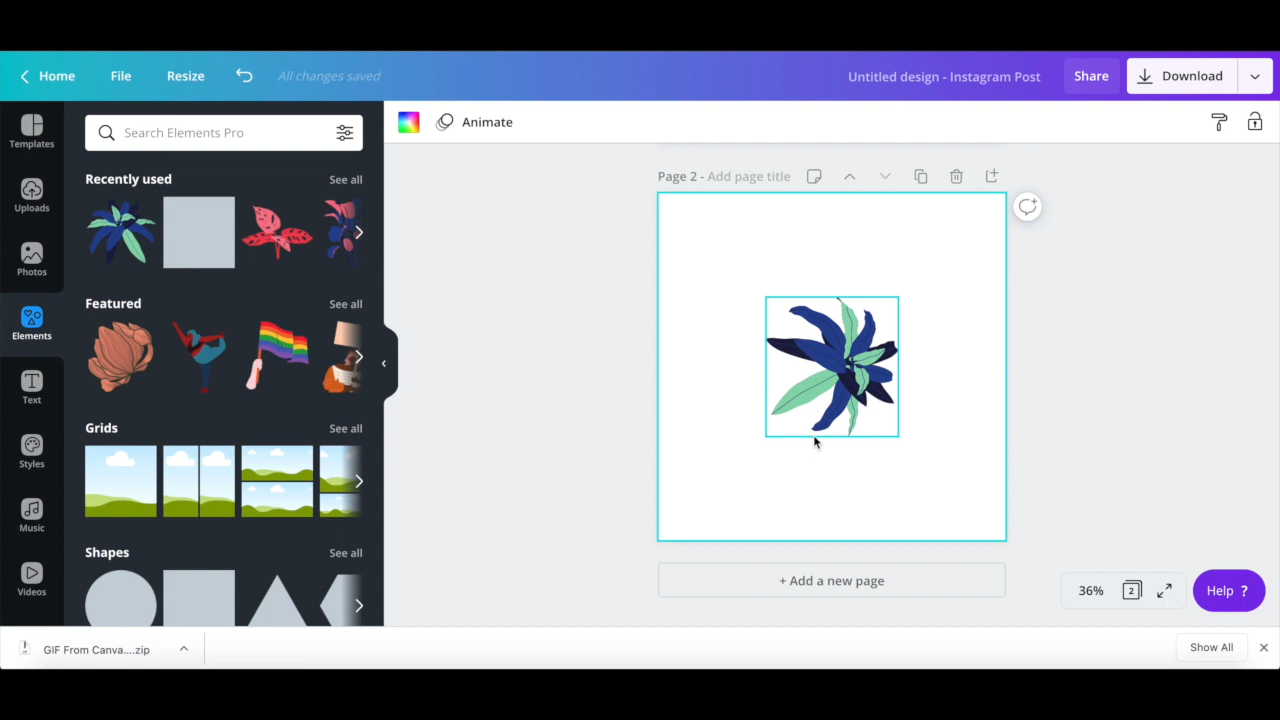 Home File Resize All changes saved Untitled design - Instagram Post Share Download
Templates
Uploads
Photos
Elements
Text
Styles
Music
Videos
Search Elements Pro
Recently used See all
Featured See all
Grids See all
Shapes See all
Animate
Page 2 - Add page title
+ Add a new page
36% 2 Help ?
GIF From Canva....zip Show All